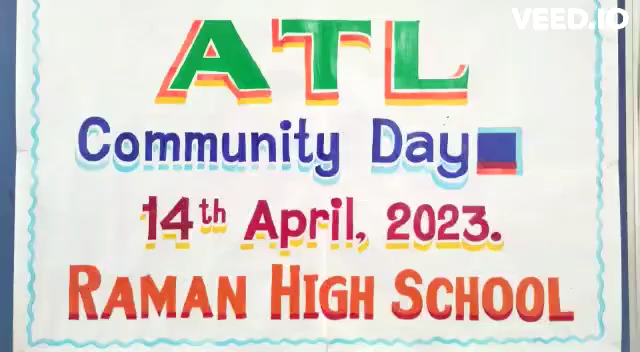 VEED.IO
ATL
Community Day
14th April, 2023.
RAMAN HIGH SCHOOL